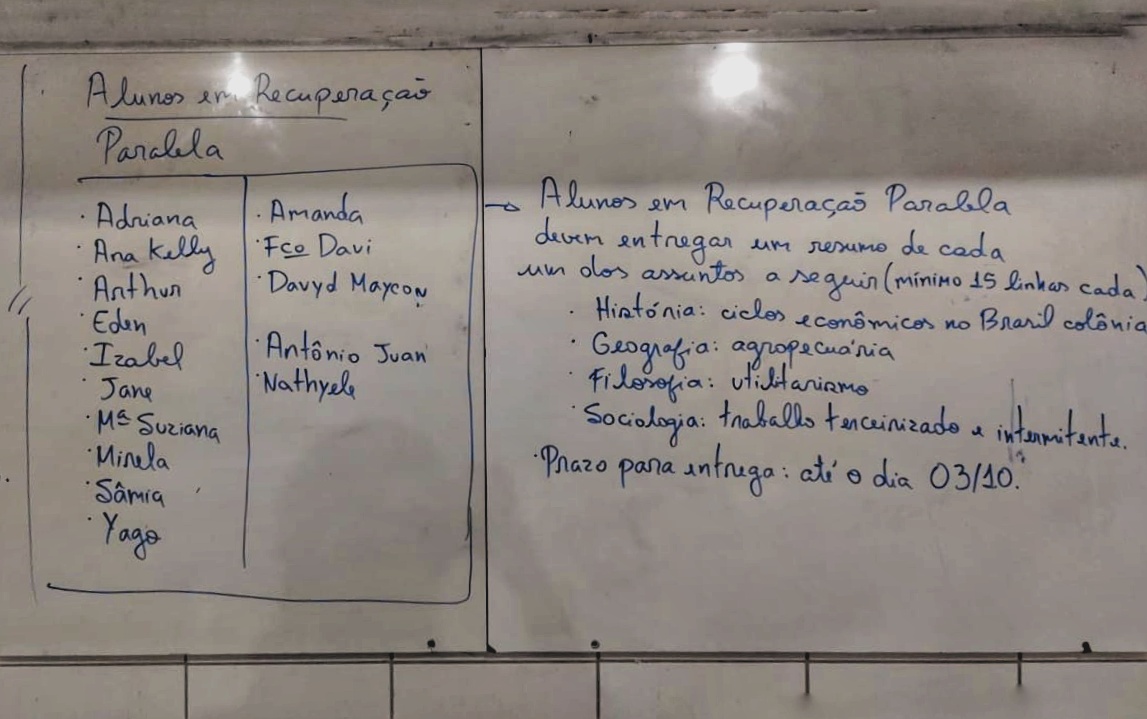 Alunos em Recuperação
Paralela
· Adriana
· Ana Kelly
· Arthur
· Eden
· Izabel
· Jane
· Mª Suziana
· Mirela
· Sâmia
· Yago
· Amanda
· Fco Davi
· Davyd Maycon
· Antônio Juan
· Nathyele
→ Alunos em Recuperação Paralela
devem entregar um resumo de cada
um dos assuntos a seguir (mínimo 15 linhas cada)
· História: ciclos econômicos no Brasil colônia
· Geografia: agropecuária
· Filosofia: utilitarismo
· Sociologia: trabalho terceirizado e intermitente.
· Prazo para entrega: até o dia 03/10.